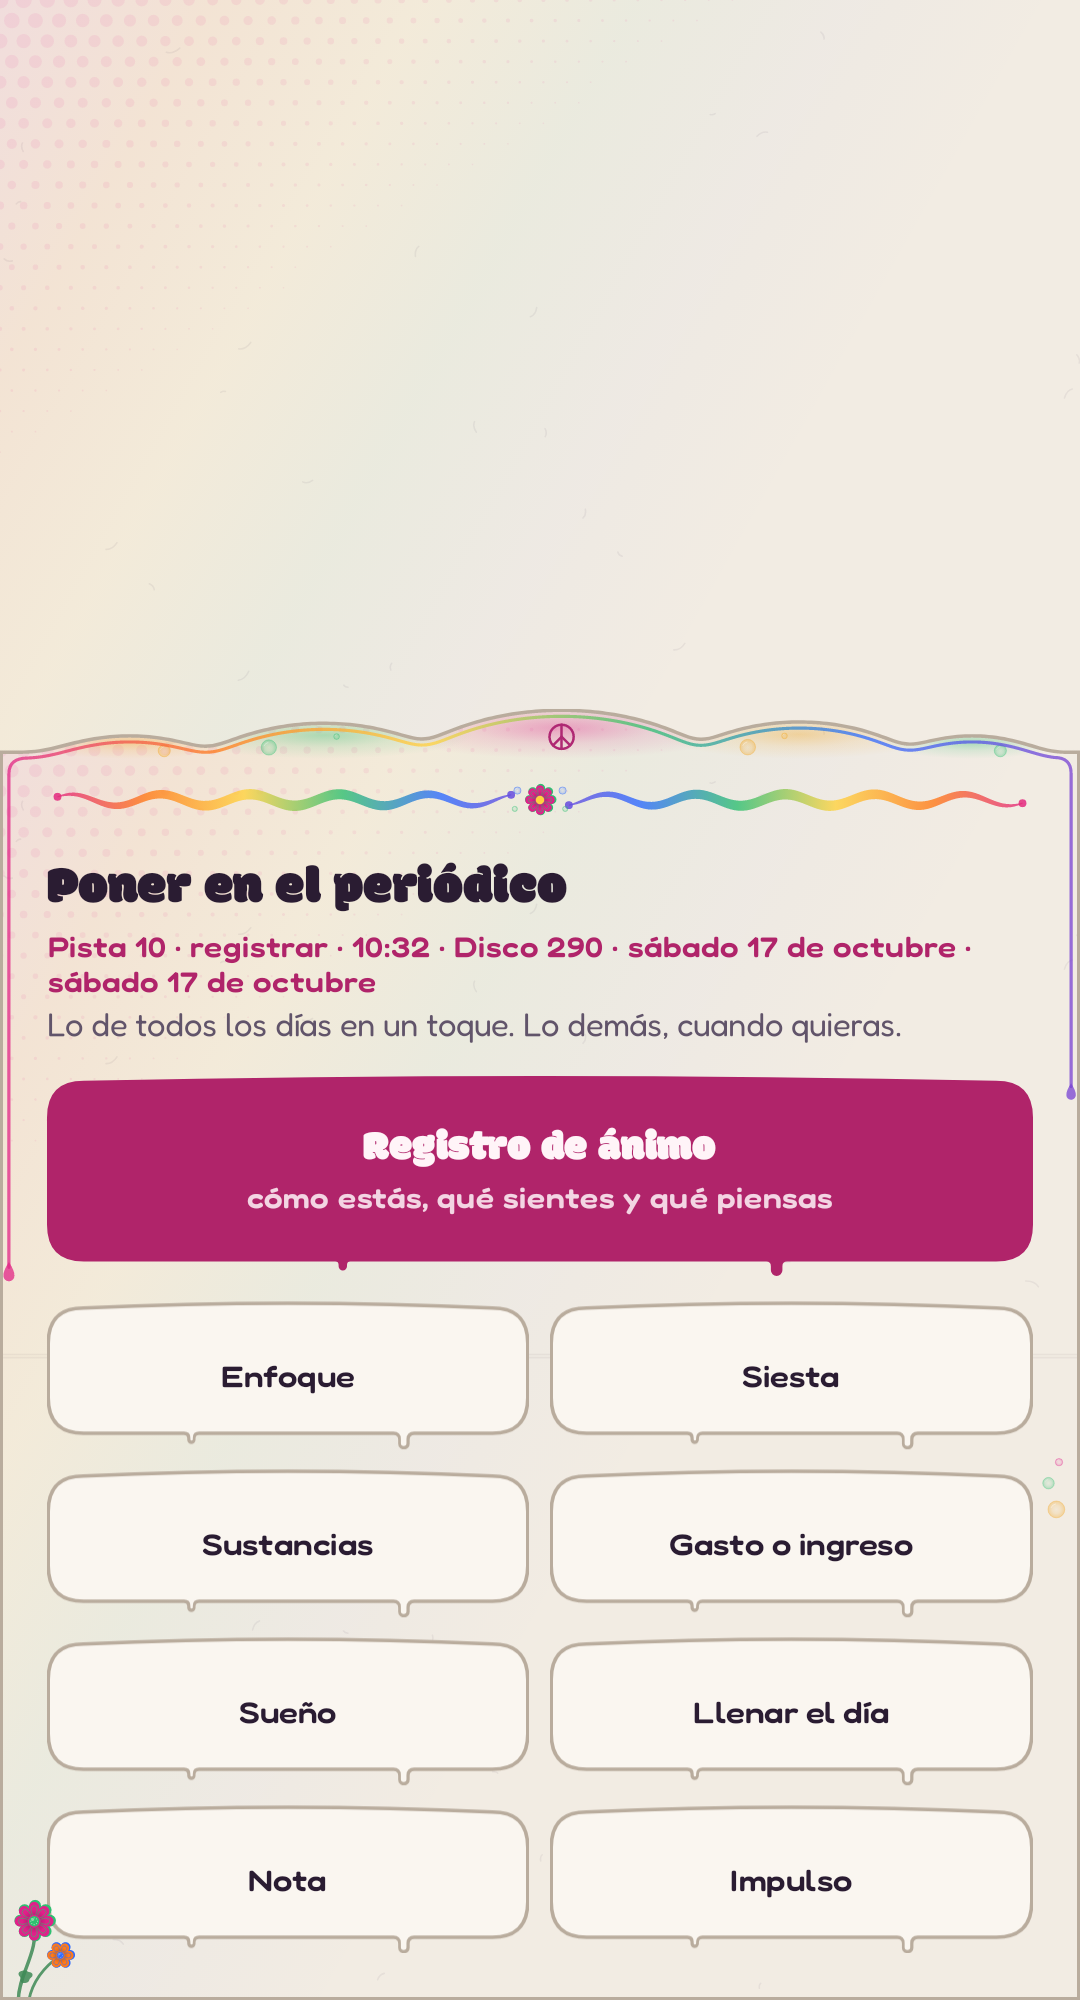 Poner en el periódico
Pista 10 · registrar · 10:32 · Disco 290 · sábado 17 de octubre ·
sábado 17 de octubre
Lo de todos los días en un toque. Lo demás, cuando quieras.
Registro de ánimo
cómo estás, qué sientes y qué piensas
Enfoque
Siesta
Sustancias
Gasto o ingreso
Sueño
Llenar el día
Nota
Impulso